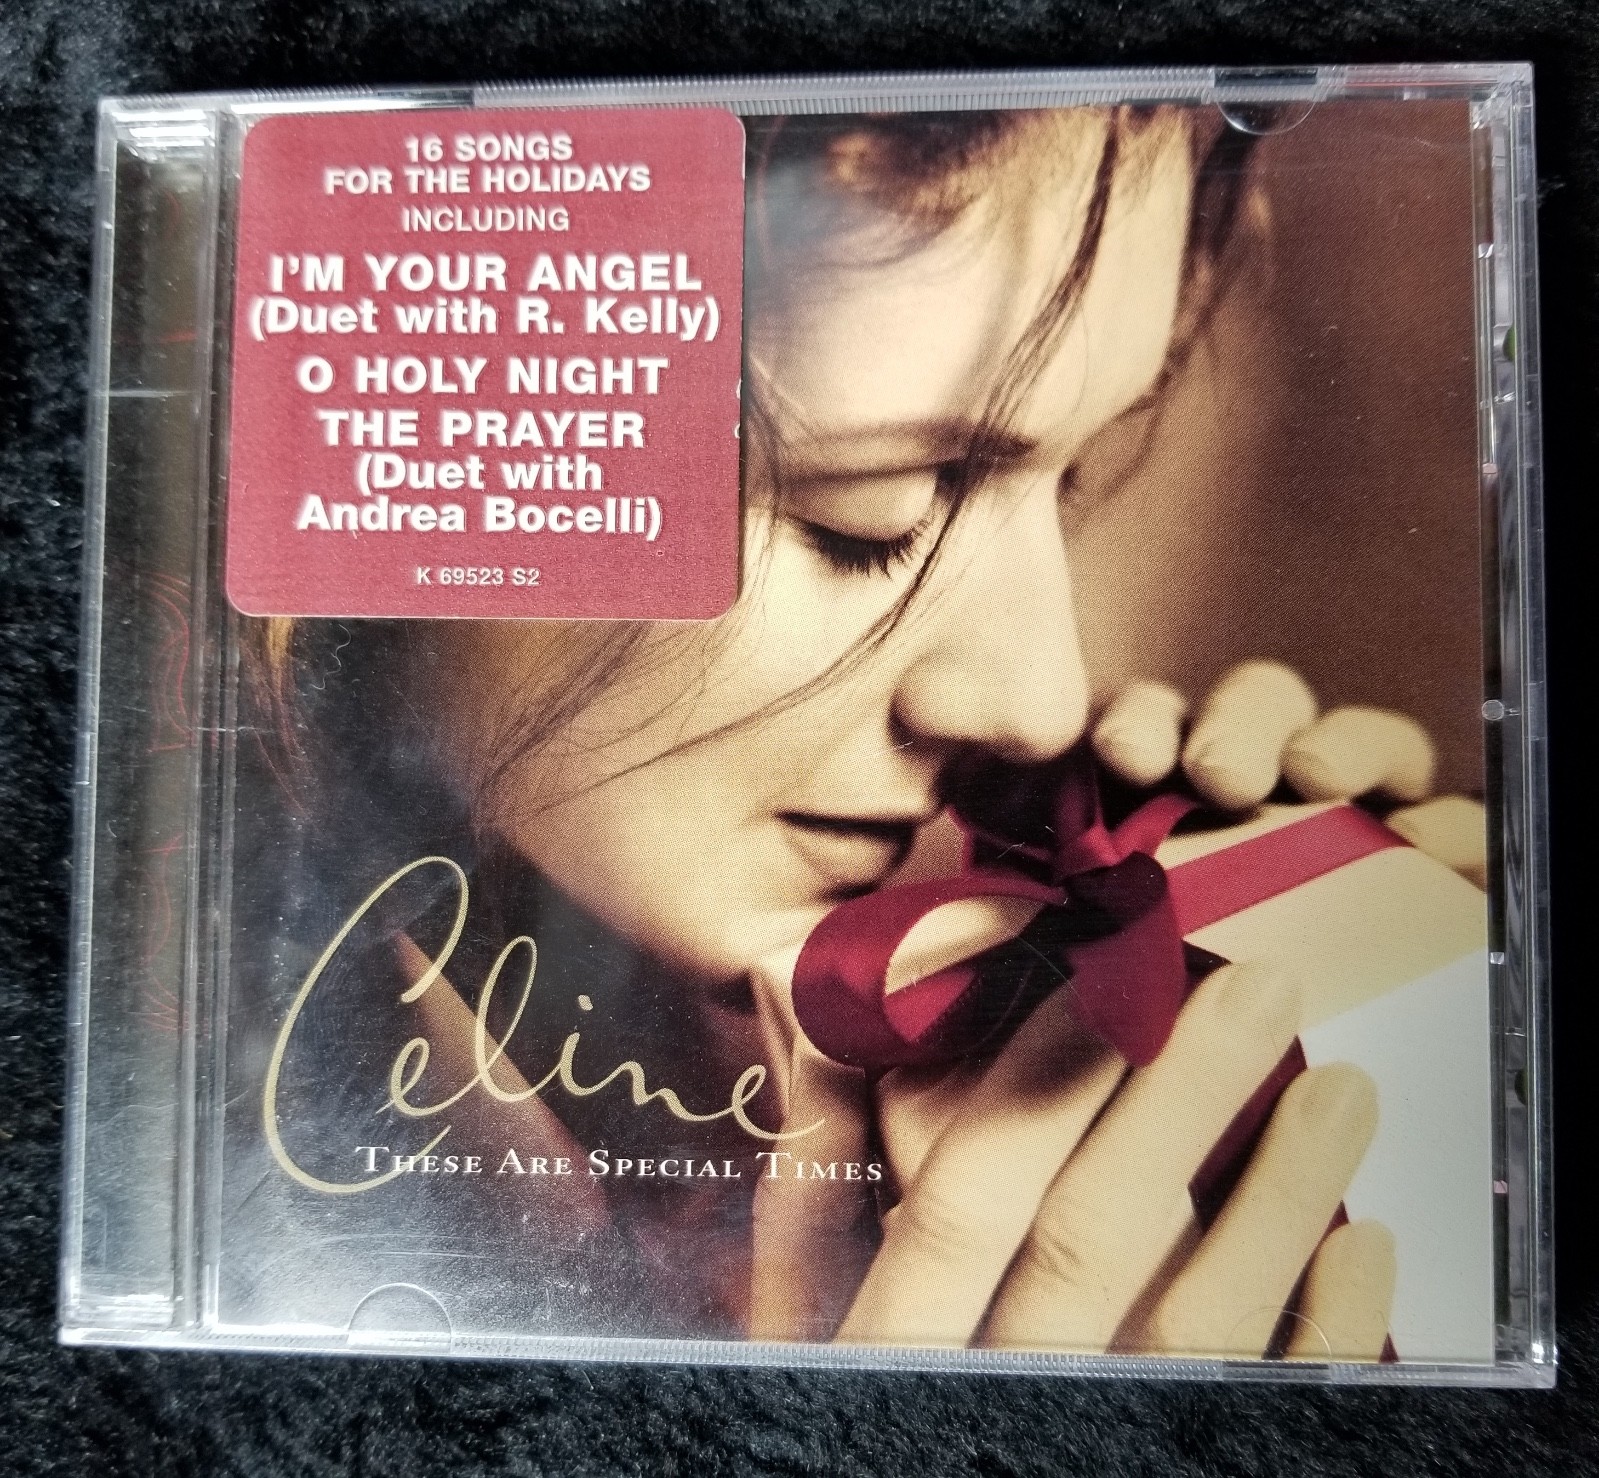 16 SONGS
FOR THE HOLIDAYS
INCLUDING
I'M YOUR ANGEL
(Duet with R. Kelly)
O HOLY NIGHT
THE PRAYER
(Duet with
Andrea Bocelli)
K 69523 S2
Celine
THESE ARE SPECIAL TIMES